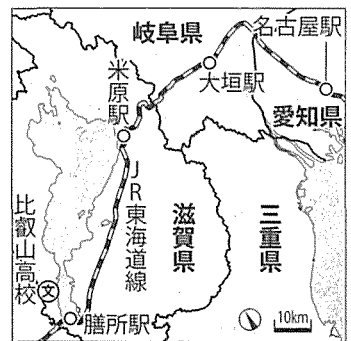 岐阜県
名古屋駅
米原駅
大垣駅
愛知県
JR東海道線
滋賀県
三重県
比叡山高校
文
膳所駅
10km